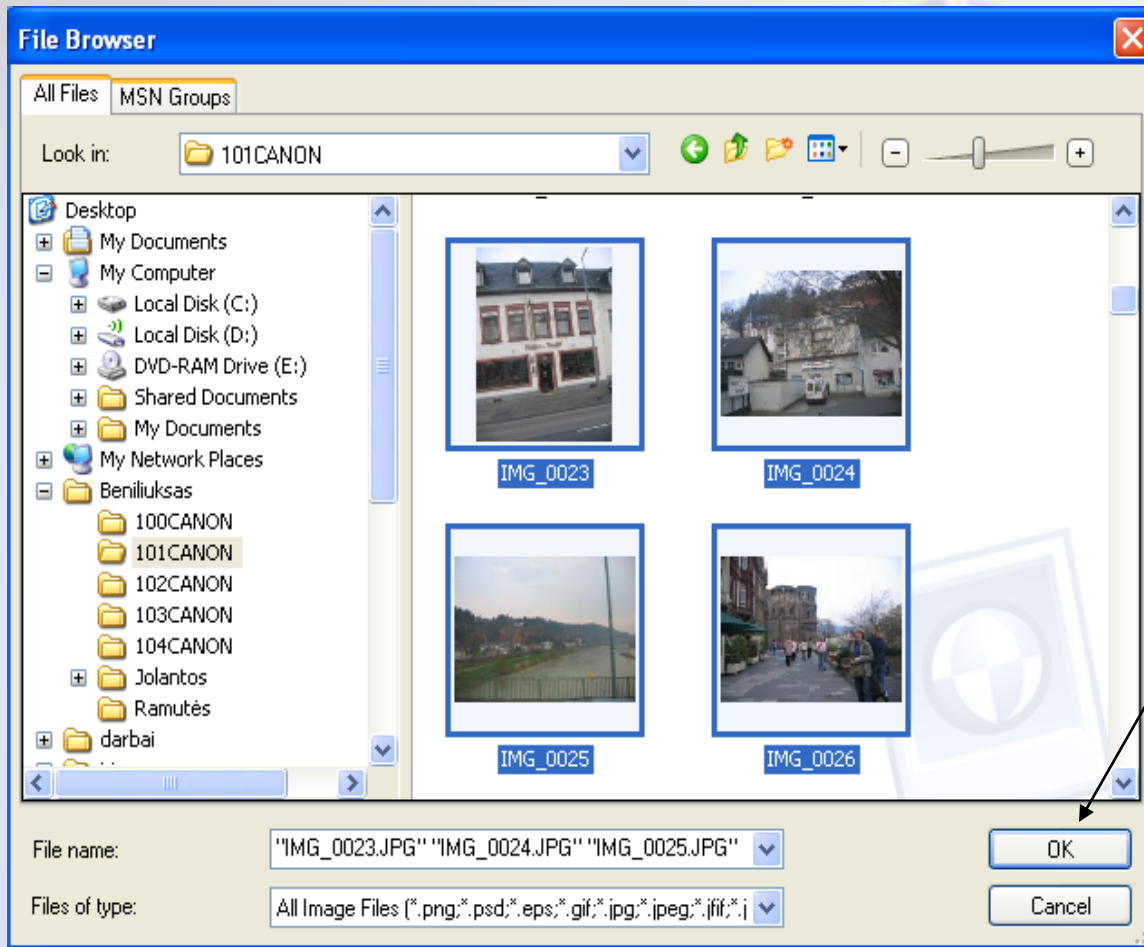 File Browser
All Files MSN Groups
Look in: 101CANON
Desktop
My Documents
My Computer
Local Disk (C:)
Local Disk (D:)
DVD-RAM Drive (E:)
Shared Documents
My Documents
My Network Places
Beniliuksas
100CANON
101CANON
102CANON
103CANON
104CANON
Jolantos
Ramutės
darbai
IMG_0023 IMG_0024
IMG_0025 IMG_0026
File name: "IMG_0023.JPG" "IMG_0024.JPG" "IMG_0025.JPG"
OK
Files of type: All Image Files (*.png;*.psd;*.eps;*.gif;*.jpg;*.jpeg;*.jfif;*.j
Cancel